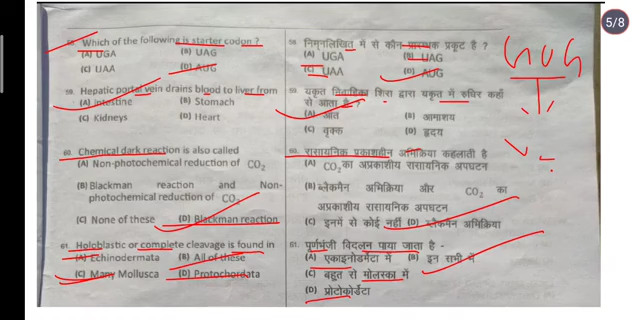 5/8
58. Which of the following is starter codon ?
(A) UGA (B) UAG
(C) UAA (D) AUG
59. Hepatic portal vein drains blood to liver from
(A) Intestine (B) Stomach
(C) Kidneys (D) Heart
60. Chemical dark reaction is also called
(A) Non-photochemical reduction of CO2
(B) Blackman reaction and Non-
photochemical reduction of CO2
(C) None of these (D) Blackman reaction
61. Holoblastic or complete cleavage is found in
(A) Echinodermata (B) All of these
(C) Many Mollusca (D) Protochordata
58. निम्नलिखित में से कौन प्रारम्भक प्रकूट है ?
(A) UGA (B) UAG
(C) UAA (D) AUG
59. यकृत निवाहिका शिरा द्वारा यकृत में रुधिर कहाँ
से आता है ?
(A) आंत (B) आमाशय
(C) वृक्क (D) हृदय
60. रासायनिक प्रकाशहीन अभिक्रिया कहलाती है
(A) CO2 का अप्रकाशीय रासायनिक अपघटन
(B) ब्लैकमैन अभिक्रिया और CO2 का
अप्रकाशीय रासायनिक अपघटन
(C) इनमें से कोई नहीं (D) ब्लैकमैन अभिक्रिया
61. पूर्णभंजी विदलन पाया जाता है -
(A) एकाइनोडर्मेटा में (B) इन सभी में
(C) बहुत से मोलस्का में
(D) प्रोटोकोर्डेटा